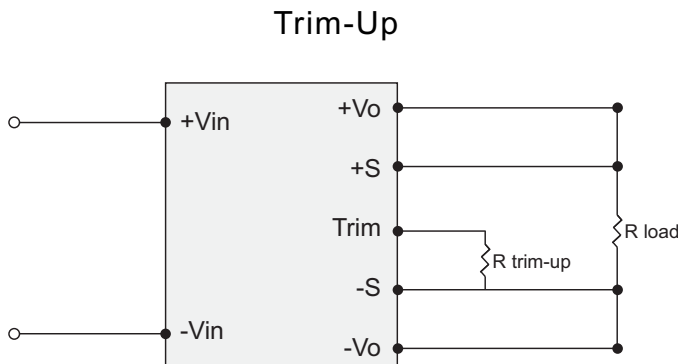 Trim-Up
+Vin
+Vo
+S
Trim
R load
R trim-up
-S
-Vin
-Vo